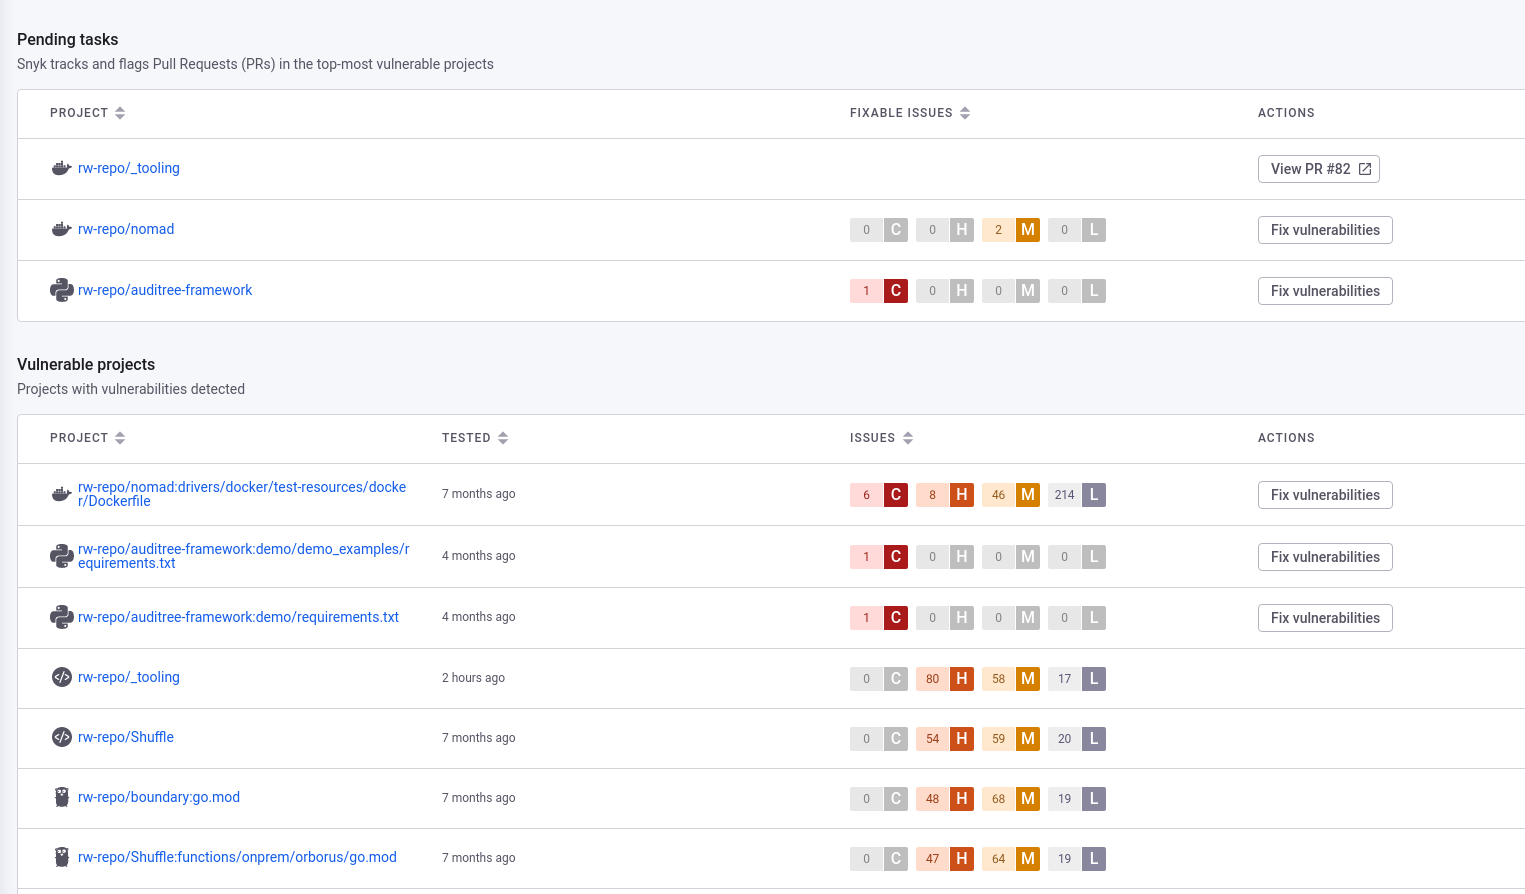 Pending tasks
Snyk tracks and flags Pull Requests (PRs) in the top-most vulnerable projects
PROJECT FIXABLE ISSUES ACTIONS
rw-repo/_tooling View PR #82
rw-repo/nomad 0 C 0 H 2 M 0 L Fix vulnerabilities
rw-repo/auditree-framework 1 C 0 H 0 M 0 L Fix vulnerabilities
Vulnerable projects
Projects with vulnerabilities detected
PROJECT TESTED ISSUES ACTIONS
rw-repo/nomad:drivers/docker/test-resources/docke
r/Dockerfile 7 months ago 6 C 8 H 46 M 214 L Fix vulnerabilities
rw-repo/auditree-framework:demo/demo_examples/r
equirements.txt 4 months ago 1 C 0 H 0 M 0 L Fix vulnerabilities
rw-repo/auditree-framework:demo/requirements.txt 4 months ago 1 C 0 H 0 M 0 L Fix vulnerabilities
rw-repo/_tooling 2 hours ago 0 C 80 H 58 M 17 L
rw-repo/Shuffle 7 months ago 0 C 54 H 59 M 20 L
rw-repo/boundary:go.mod 7 months ago 0 C 48 H 68 M 19 L
rw-repo/Shuffle:functions/onprem/orborus/go.mod 7 months ago 0 C 47 H 64 M 19 L